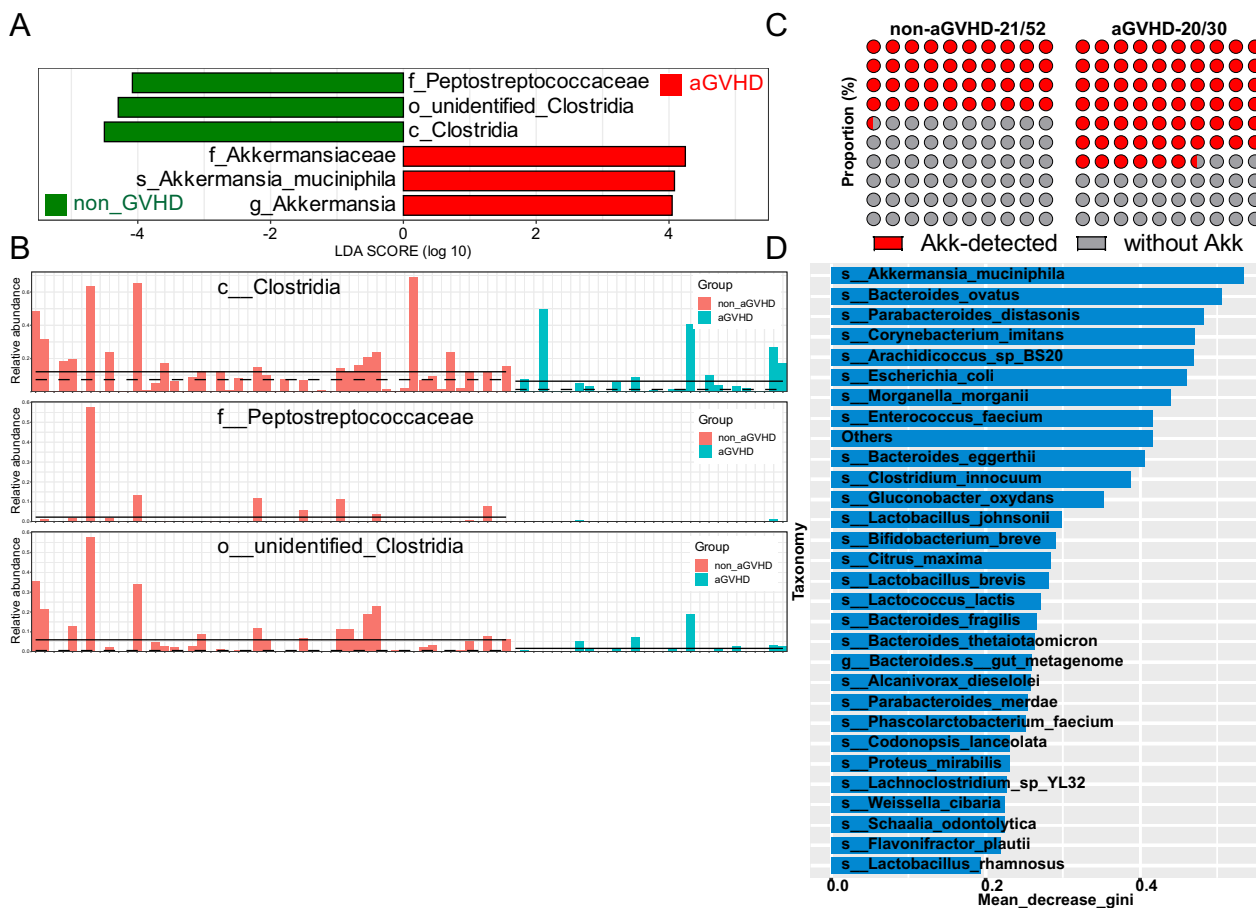 A
f_Peptostreptococcaceae
aGVHD
o_unidentified_Clostridia
c_Clostridia
f_Akkermansiaceae
s_Akkermansia_muciniphila
non_GVHD
g_Akkermansia
-4
-2
0
2
4
LDA SCORE (log 10)
B
c__Clostridia
Relative abundance
Group
non_aGVHD
aGVHD
f__Peptostreptococcaceae
Relative abundance
Group
non_aGVHD
aGVHD
o__unidentified_Clostridia
Relative abundance
Group
non_aGVHD
aGVHD
C
non-aGVHD-21/52
aGVHD-20/30
Proportion (%)
Akk-detected
without Akk
D
s__Akkermansia_muciniphila
s__Bacteroides_ovatus
s__Parabacteroides_distasonis
s__Corynebacterium_imitans
s__Arachidicoccus_sp_BS20
s__Escherichia_coli
s__Morganella_morganii
s__Enterococcus_faecium
Others
s__Bacteroides_eggerthii
s__Clostridium_innocuum
s__Gluconobacter_oxydans
s__Lactobacillus_johnsonii
s__Bifidobacterium_breve
s__Citrus_maxima
s__Lactobacillus_brevis
s__Lactococcus_lactis
s__Bacteroides_fragilis
s__Bacteroides_thetaiotaomicron
g__Bacteroides.s__gut_metagenome
s__Alcanivorax_dieselolei
s__Parabacteroides_merdae
s__Phascolarctobacterium_faecium
s__Codonopsis_lanceolata
s__Proteus_mirabilis
s__Lachnoclostridium_sp_YL32
s__Weissella_cibaria
s__Schaalia_odontolytica
s__Flavonifractor_plautii
s__Lactobacillus_rhamnosus
Taxonomy
0.0
0.2
0.4
Mean_decrease_gini